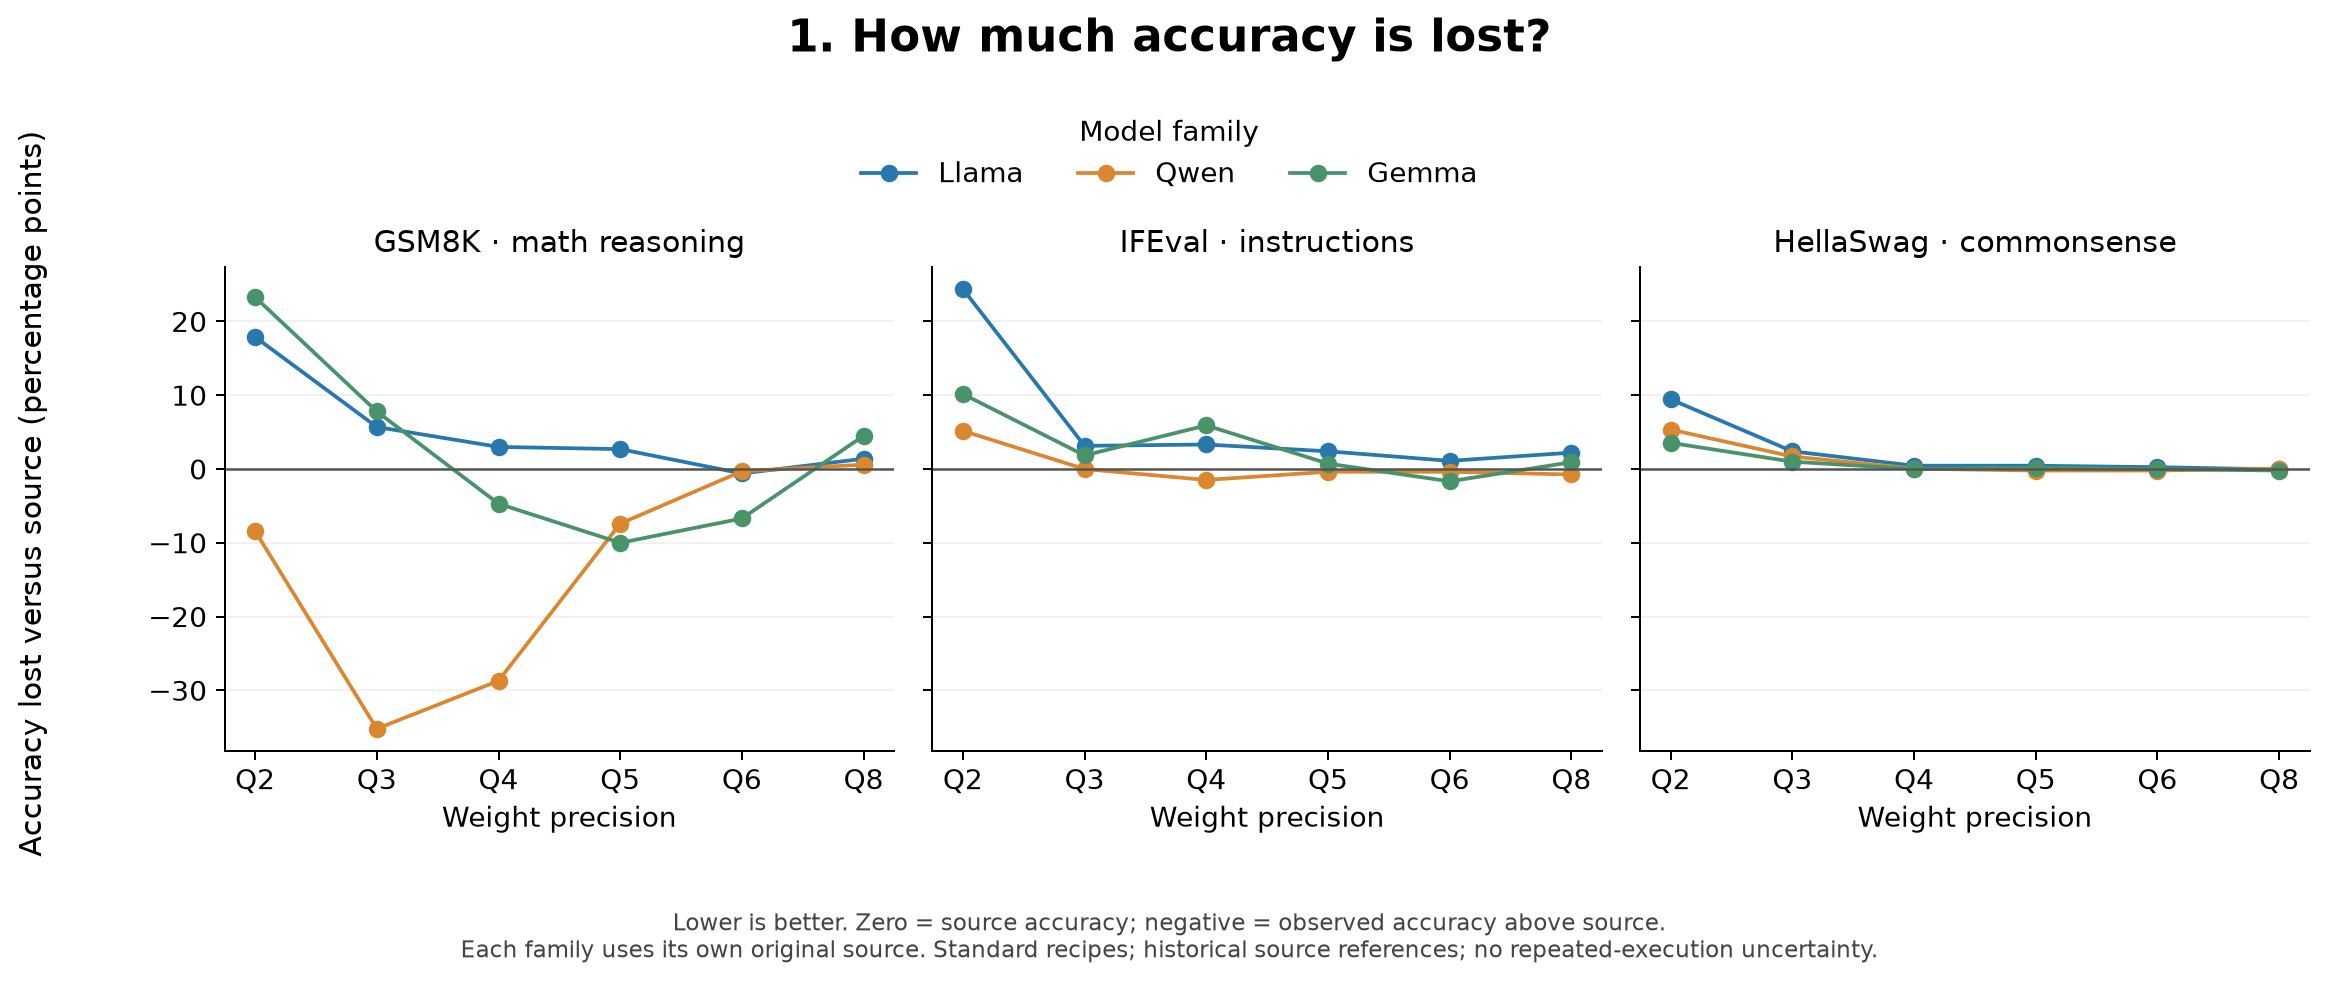 1. How much accuracy is lost?
Model family
Llama
Qwen
Gemma
Accuracy lost versus source (percentage points)
GSM8K · math reasoning
20
10
0
−10
−20
−30
Q2
Q3
Q4
Q5
Q6
Q8
Weight precision
IFEval · instructions
Q2
Q3
Q4
Q5
Q6
Q8
Weight precision
HellaSwag · commonsense
Q2
Q3
Q4
Q5
Q6
Q8
Weight precision
Lower is better. Zero = source accuracy; negative = observed accuracy above source.
Each family uses its own original source. Standard recipes; historical source references; no repeated-execution uncertainty.